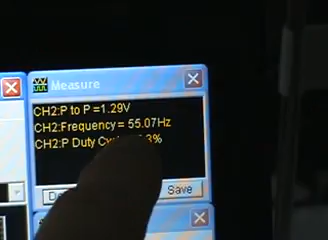 Measure
CH2:P to P =1.29V
CH2:Frequency = 55.07Hz
CH2:P Duty
Save